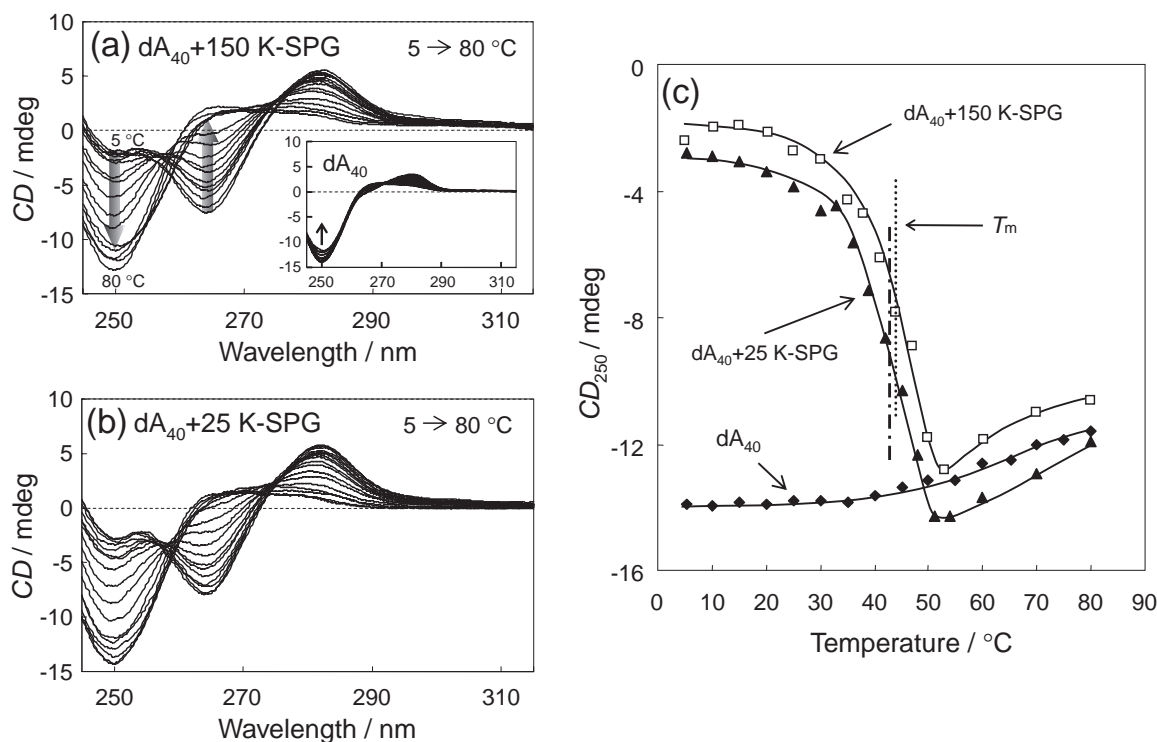 (a) dA40+150 K-SPG 5 → 80 °C
10
5
0
-5
-10
-15
CD / mdeg
5 °C
80 °C
dA40
10
5
0
-5
-10
-15
250 270 290 310
250 270 290 310
Wavelength / nm
(b) dA40+25 K-SPG 5 → 80 °C
10
5
0
-5
-10
-15
CD / mdeg
250 270 290 310
Wavelength / nm
(c)
0
-4
-8
-12
-16
CD250 / mdeg
dA40+150 K-SPG
Tm
dA40+25 K-SPG
dA40
0 10 20 30 40 50 60 70 80 90
Temperature / °C